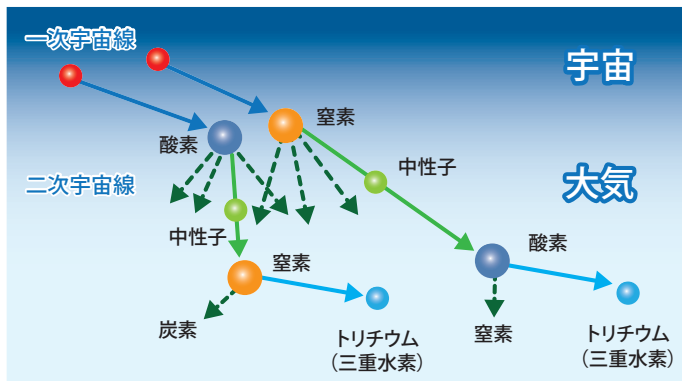 一次宇宙線
宇宙
窒素
酸素
中性子
二次宇宙線
大気
中性子
酸素
窒素
炭素
トリチウム
（三重水素）
窒素
トリチウム
（三重水素）